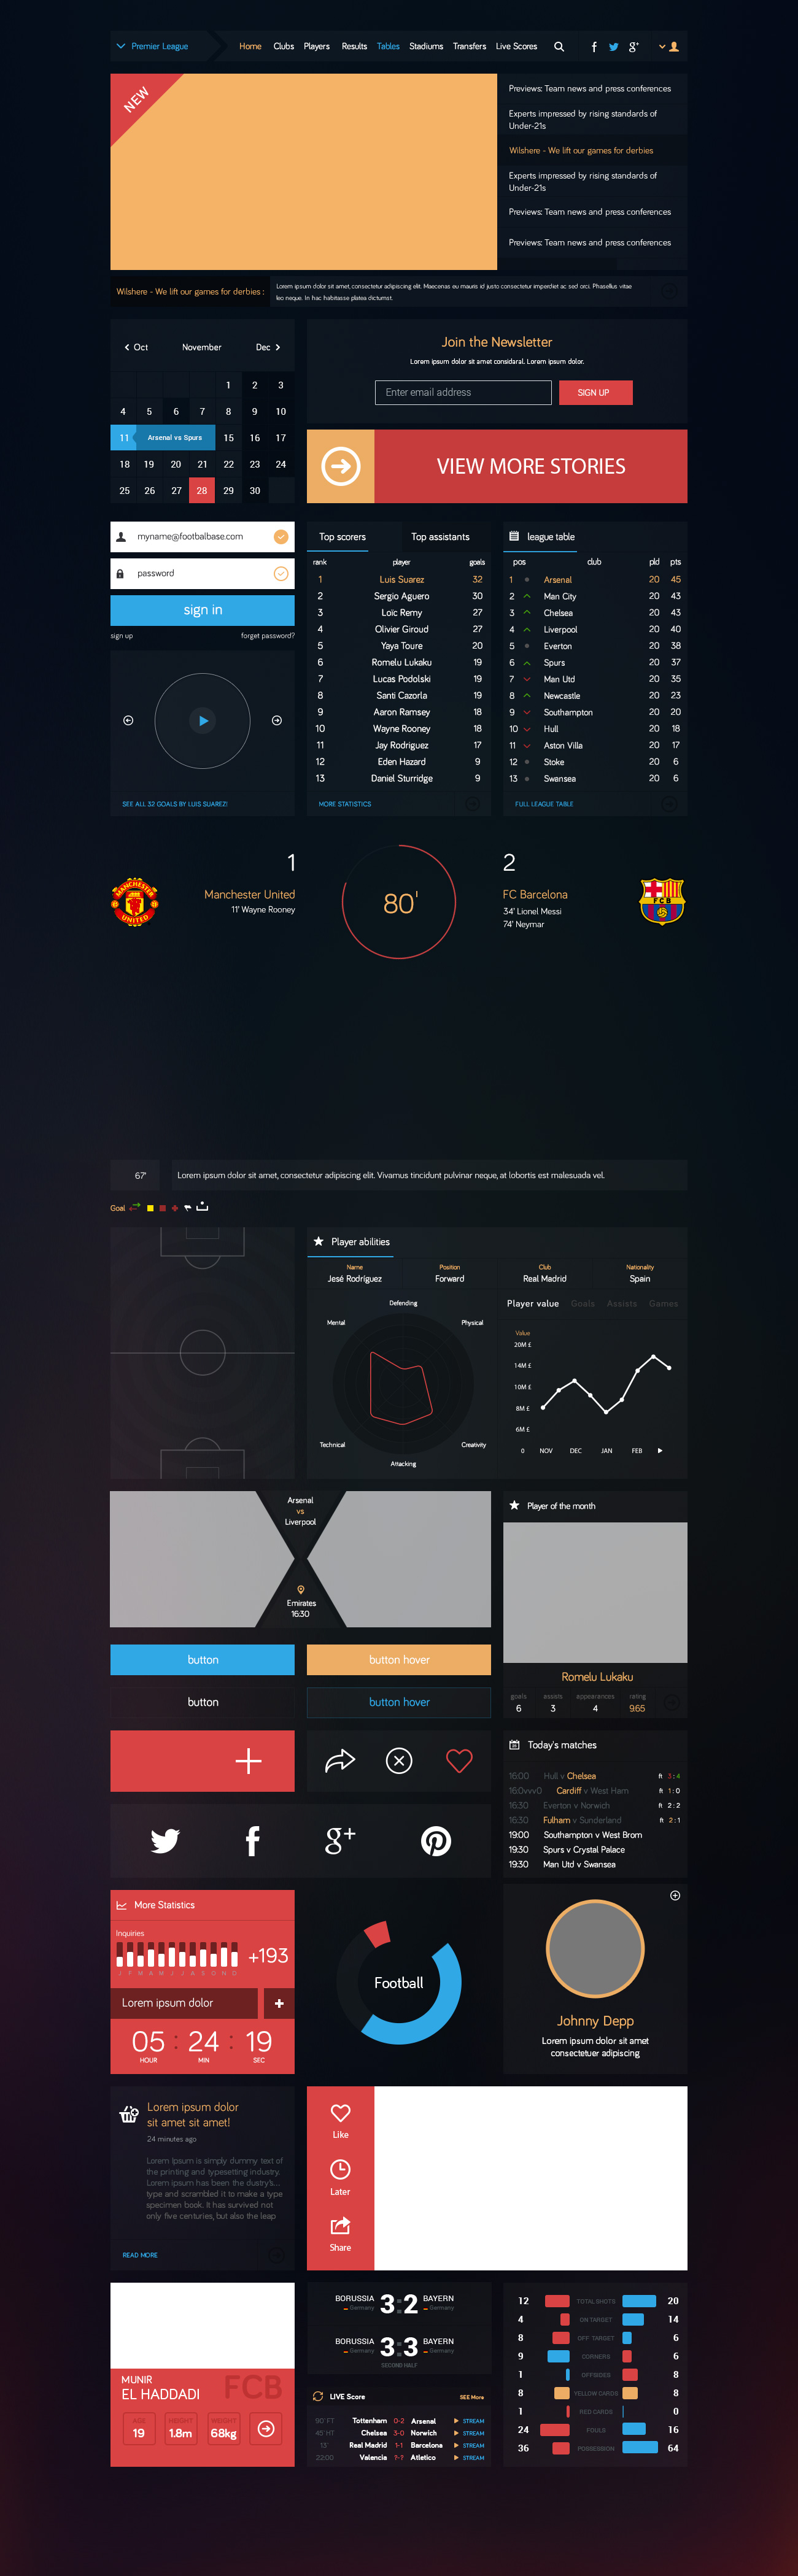 Premier League
Home Clubs Players Results Tables Stadiums Transfers Live Scores
NEW
Previews: Team news and press conferences
Experts impressed by rising standards of
Under-21s
Wilshere - We lift our games for derbies
Experts impressed by rising standards of
Under-21s
Previews: Team news and press conferences
Previews: Team news and press conferences
Wilshere - We lift our games for derbies :
Lorem ipsum dolor sit amet, consectetur adipiscing elit. Maecenas eu mauris id justo consectetur imperdiet ac sed orci. Phasellus vitae
leo neque. In hac habitasse platea dictumst.
Oct November Dec
1 2 3
4 5 6 7 8 9 10
11 Arsenal vs Spurs 15 16 17
18 19 20 21 22 23 24
25 26 27 28 29 30
Join the Newsletter
Lorem ipsum dolor sit amet considaral. Lorem ipsum dolor.
Enter email address
SIGN UP
VIEW MORE STORIES
myname@footbalbase.com
password
sign in
sign up forget password?
SEE ALL 32 GOALS BY LUIS SUAREZ!
Top scorers Top assistants
rank player goals
1 Luis Suarez 32
2 Sergio Aguero 30
3 Loïc Remy 27
4 Olivier Giroud 27
5 Yaya Toure 20
6 Romelu Lukaku 19
7 Lucas Podolski 19
8 Santi Cazorla 19
9 Aaron Ramsey 18
10 Wayne Rooney 18
11 Jay Rodriguez 17
12 Eden Hazard 9
13 Daniel Sturridge 9
MORE STATISTICS
league table
pos club pld pts
1 Arsenal 20 45
2 Man City 20 43
3 Chelsea 20 43
4 Liverpool 20 40
5 Everton 20 38
6 Spurs 20 37
7 Man Utd 20 35
8 Newcastle 20 23
9 Southampton 20 20
10 Hull 20 18
11 Aston Villa 20 17
12 Stoke 20 6
13 Swansea 20 6
FULL LEAGUE TABLE
MANCHESTER
UNITED
1
Manchester United
11' Wayne Rooney
80'
2
FC Barcelona
34' Lionel Messi
74' Neymar
FCB
67'
Lorem ipsum dolor sit amet, consectetur adipiscing elit. Vivamus tincidunt pulvinar neque, at lobortis est malesuada vel.
Goal
Player abilities
Name Position Club Nationality
Jesé Rodríguez Forward Real Madrid Spain
Defending
Mental
Physical
Technical
Creativity
Attacking
Player value Goals Assists Games
Value
20M £
14M £
10M £
8M £
6M £
0 NOV DEC JAN FEB
Arsenal
vs
Liverpool
Emirates
16:30
Player of the month
Romelu Lukaku
goals assists appearances rating
6 3 4 9.65
button
button hover
button
button hover
Today's matches
16:00 Hull v Chelsea ft 3 : 4
16:0vvv0 Cardiff v West Ham ft 1 : 0
16:30 Everton v Norwich ft 2 : 2
16:30 Fulham v Sunderland ft 2 : 1
19:00 Southampton v West Brom
19:30 Spurs v Crystal Palace
19:30 Man Utd v Swansea
g+
More Statistics
Inquiries
J F M A M J J A S O N D
+193
Lorem ipsum dolor
05 : 24 : 19
HOUR MIN SEC
Football
Johnny Depp
Lorem ipsum dolor sit amet
consectetuer adipiscing
Lorem ipsum dolor
sit amet sit amet!
24 minutes ago
Lorem Ipsum is simply dummy text of
the printing and typesetting industry.
Lorem ipsum has been the dustry's...
type and scrambled it to make a type
specimen book. It has survived not
only five centuries, but also the leap
READ MORE
Like
Later
Share
MUNIR
EL HADDADI
FCB
AGE HEIGHT WEIGHT
19 1.8m 68kg
BORUSSIA 3:2 BAYERN
Germany Germany
BORUSSIA 3:3 BAYERN
Germany Germany
SECOND HALF
LIVE Score SEE More
90' FT Tottenham 0-2 Arsenal STREAM
45' HT Chelsea 3-0 Norwich STREAM
13' Real Madrid 1-1 Barcelona STREAM
22:00 Valencia ?-? Atletico STREAM
12 TOTAL SHOTS 20
4 ON TARGET 14
8 OFF TARGET 6
9 CORNERS 6
1 OFFSIDES 8
8 YELLOW CARDS 8
1 RED CARDS 0
24 FOULS 16
36 POSSESSION 64